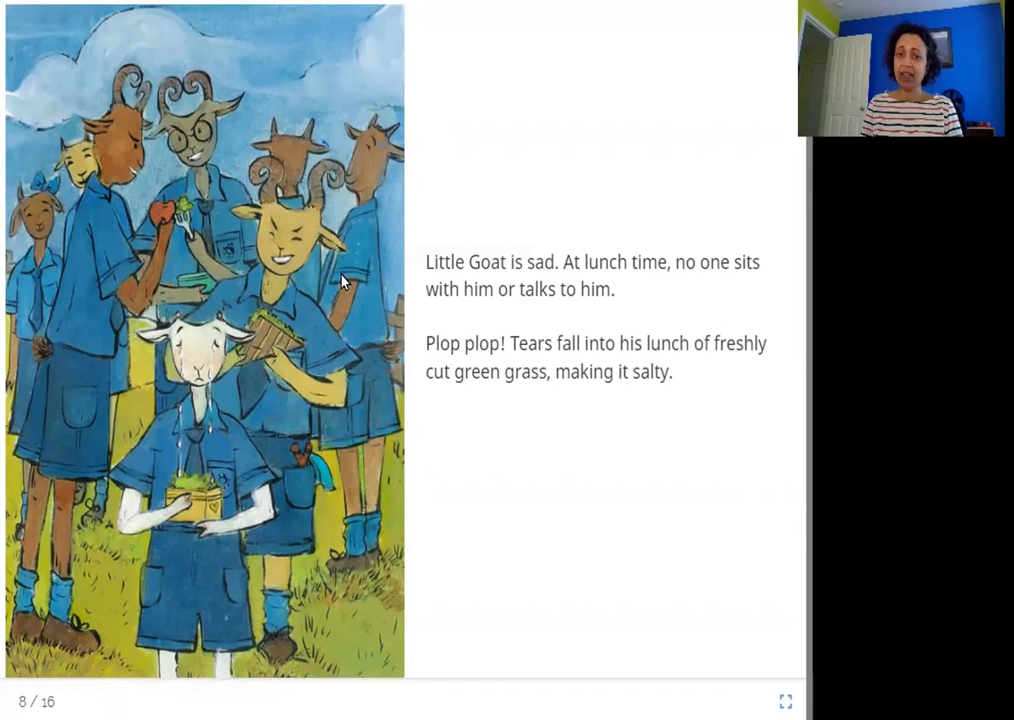 Little Goat is sad. At lunch time, no one sits
with him or talks to him.
Plop plop! Tears fall into his lunch of freshly
cut green grass, making it salty.
8 / 16